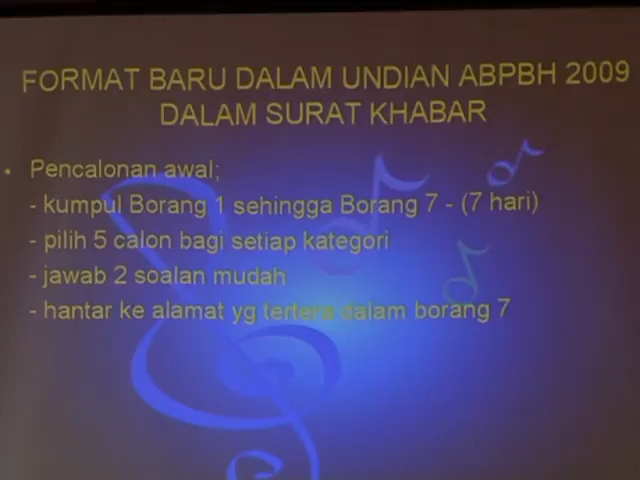 FORMAT BARU DALAM UNDIAN ABPBH 2009
DALAM SURAT KHABAR
• Pencalonan awal;
- kumpul Borang 1 sehingga Borang 7 - (7 hari)
- pilih 5 calon bagi setiap kategori
- jawab 2 soalan mudah
- hantar ke alamat yg tertera dalam borang 7